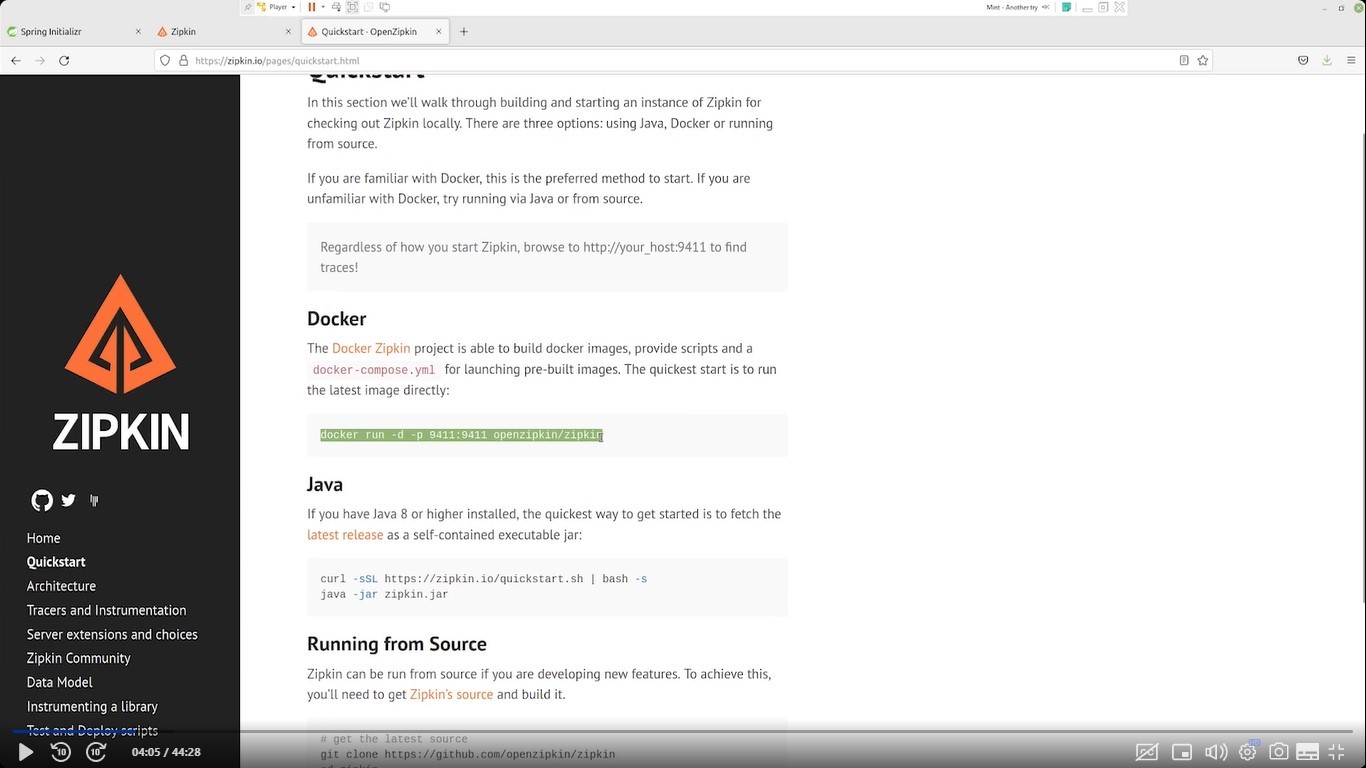 Player
Mint - Another try
Spring Initializr
Zipkin
Quickstart · OpenZipkin
https://zipkin.io/pages/quickstart.html
Quickstart
In this section we'll walk through building and starting an instance of Zipkin for
checking out Zipkin locally. There are three options: using Java, Docker or running
from source.
If you are familiar with Docker, this is the preferred method to start. If you are
unfamiliar with Docker, try running via Java or from source.
Regardless of how you start Zipkin, browse to http://your_host:9411 to find
traces!
Docker
The Docker Zipkin project is able to build docker images, provide scripts and a
docker-compose.yml for launching pre-built images. The quickest start is to run
the latest image directly:
docker run -d -p 9411:9411 openzipkin/zipkin
Java
If you have Java 8 or higher installed, the quickest way to get started is to fetch the
latest release as a self-contained executable jar:
curl -sSL https://zipkin.io/quickstart.sh | bash -s
java -jar zipkin.jar
Running from Source
Zipkin can be run from source if you are developing new features. To achieve this,
you'll need to get Zipkin's source and build it.
# get the latest source
git clone https://github.com/openzipkin/zipkin
cd zipkin
ZIPKIN
Home
Quickstart
Architecture
Tracers and Instrumentation
Server extensions and choices
Zipkin Community
Data Model
Instrumenting a library
Test and Deploy scripts
10
10
04:05 / 44:28
HD